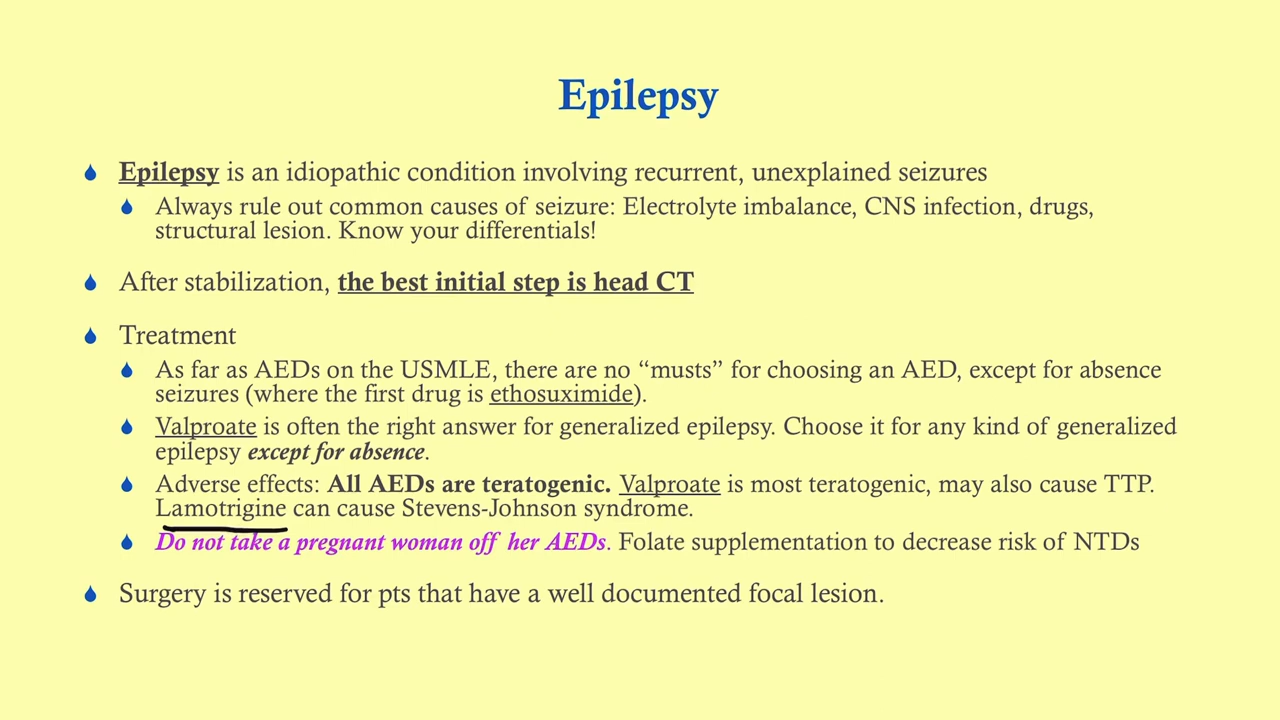 Epilepsy
Epilepsy is an idiopathic condition involving recurrent, unexplained seizures
Always rule out common causes of seizure: Electrolyte imbalance, CNS infection, drugs,
structural lesion. Know your differentials!
After stabilization, the best initial step is head CT
Treatment
As far as AEDs on the USMLE, there are no “musts” for choosing an AED, except for absence
seizures (where the first drug is ethosuximide).
Valproate is often the right answer for generalized epilepsy. Choose it for any kind of generalized
epilepsy except for absence.
Adverse effects: All AEDs are teratogenic. Valproate is most teratogenic, may also cause TTP.
Lamotrigine can cause Stevens-Johnson syndrome.
Do not take a pregnant woman off her AEDs. Folate supplementation to decrease risk of NTDs
Surgery is reserved for pts that have a well documented focal lesion.